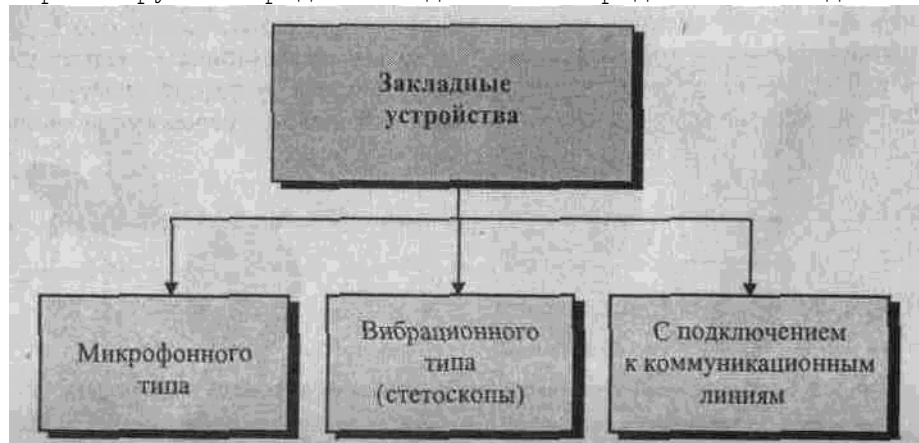 Закладные
устройства
Микрофонного
типа
Вибрационного
типа
(стетоскопы)
С подключением
к коммуникационным
линиям